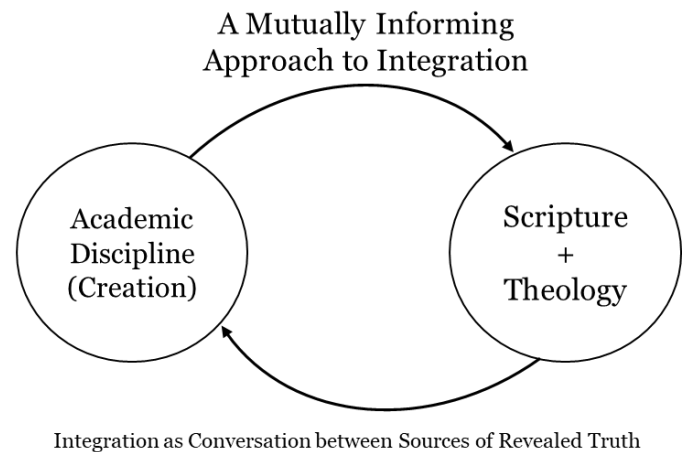 A Mutually Informing
Approach to Integration
Academic
Discipline
(Creation)
Scripture
+
Theology
Integration as Conversation between Sources of Revealed Truth